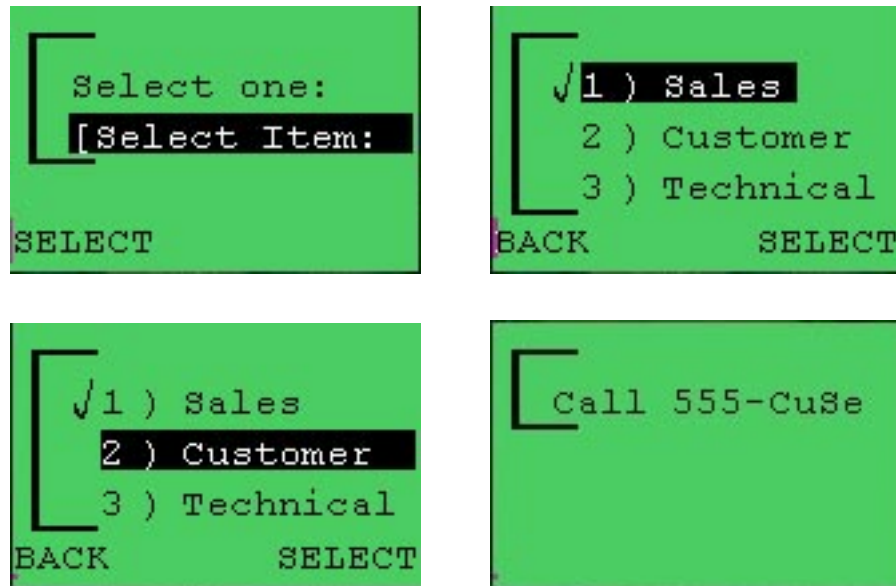 Select one:
[Select Item:
SELECT
√1 ) Sales
2 ) Customer
3 ) Technical
BACK SELECT
√1 ) Sales
2 ) Customer
3 ) Technical
BACK SELECT
Call 555-CuSe